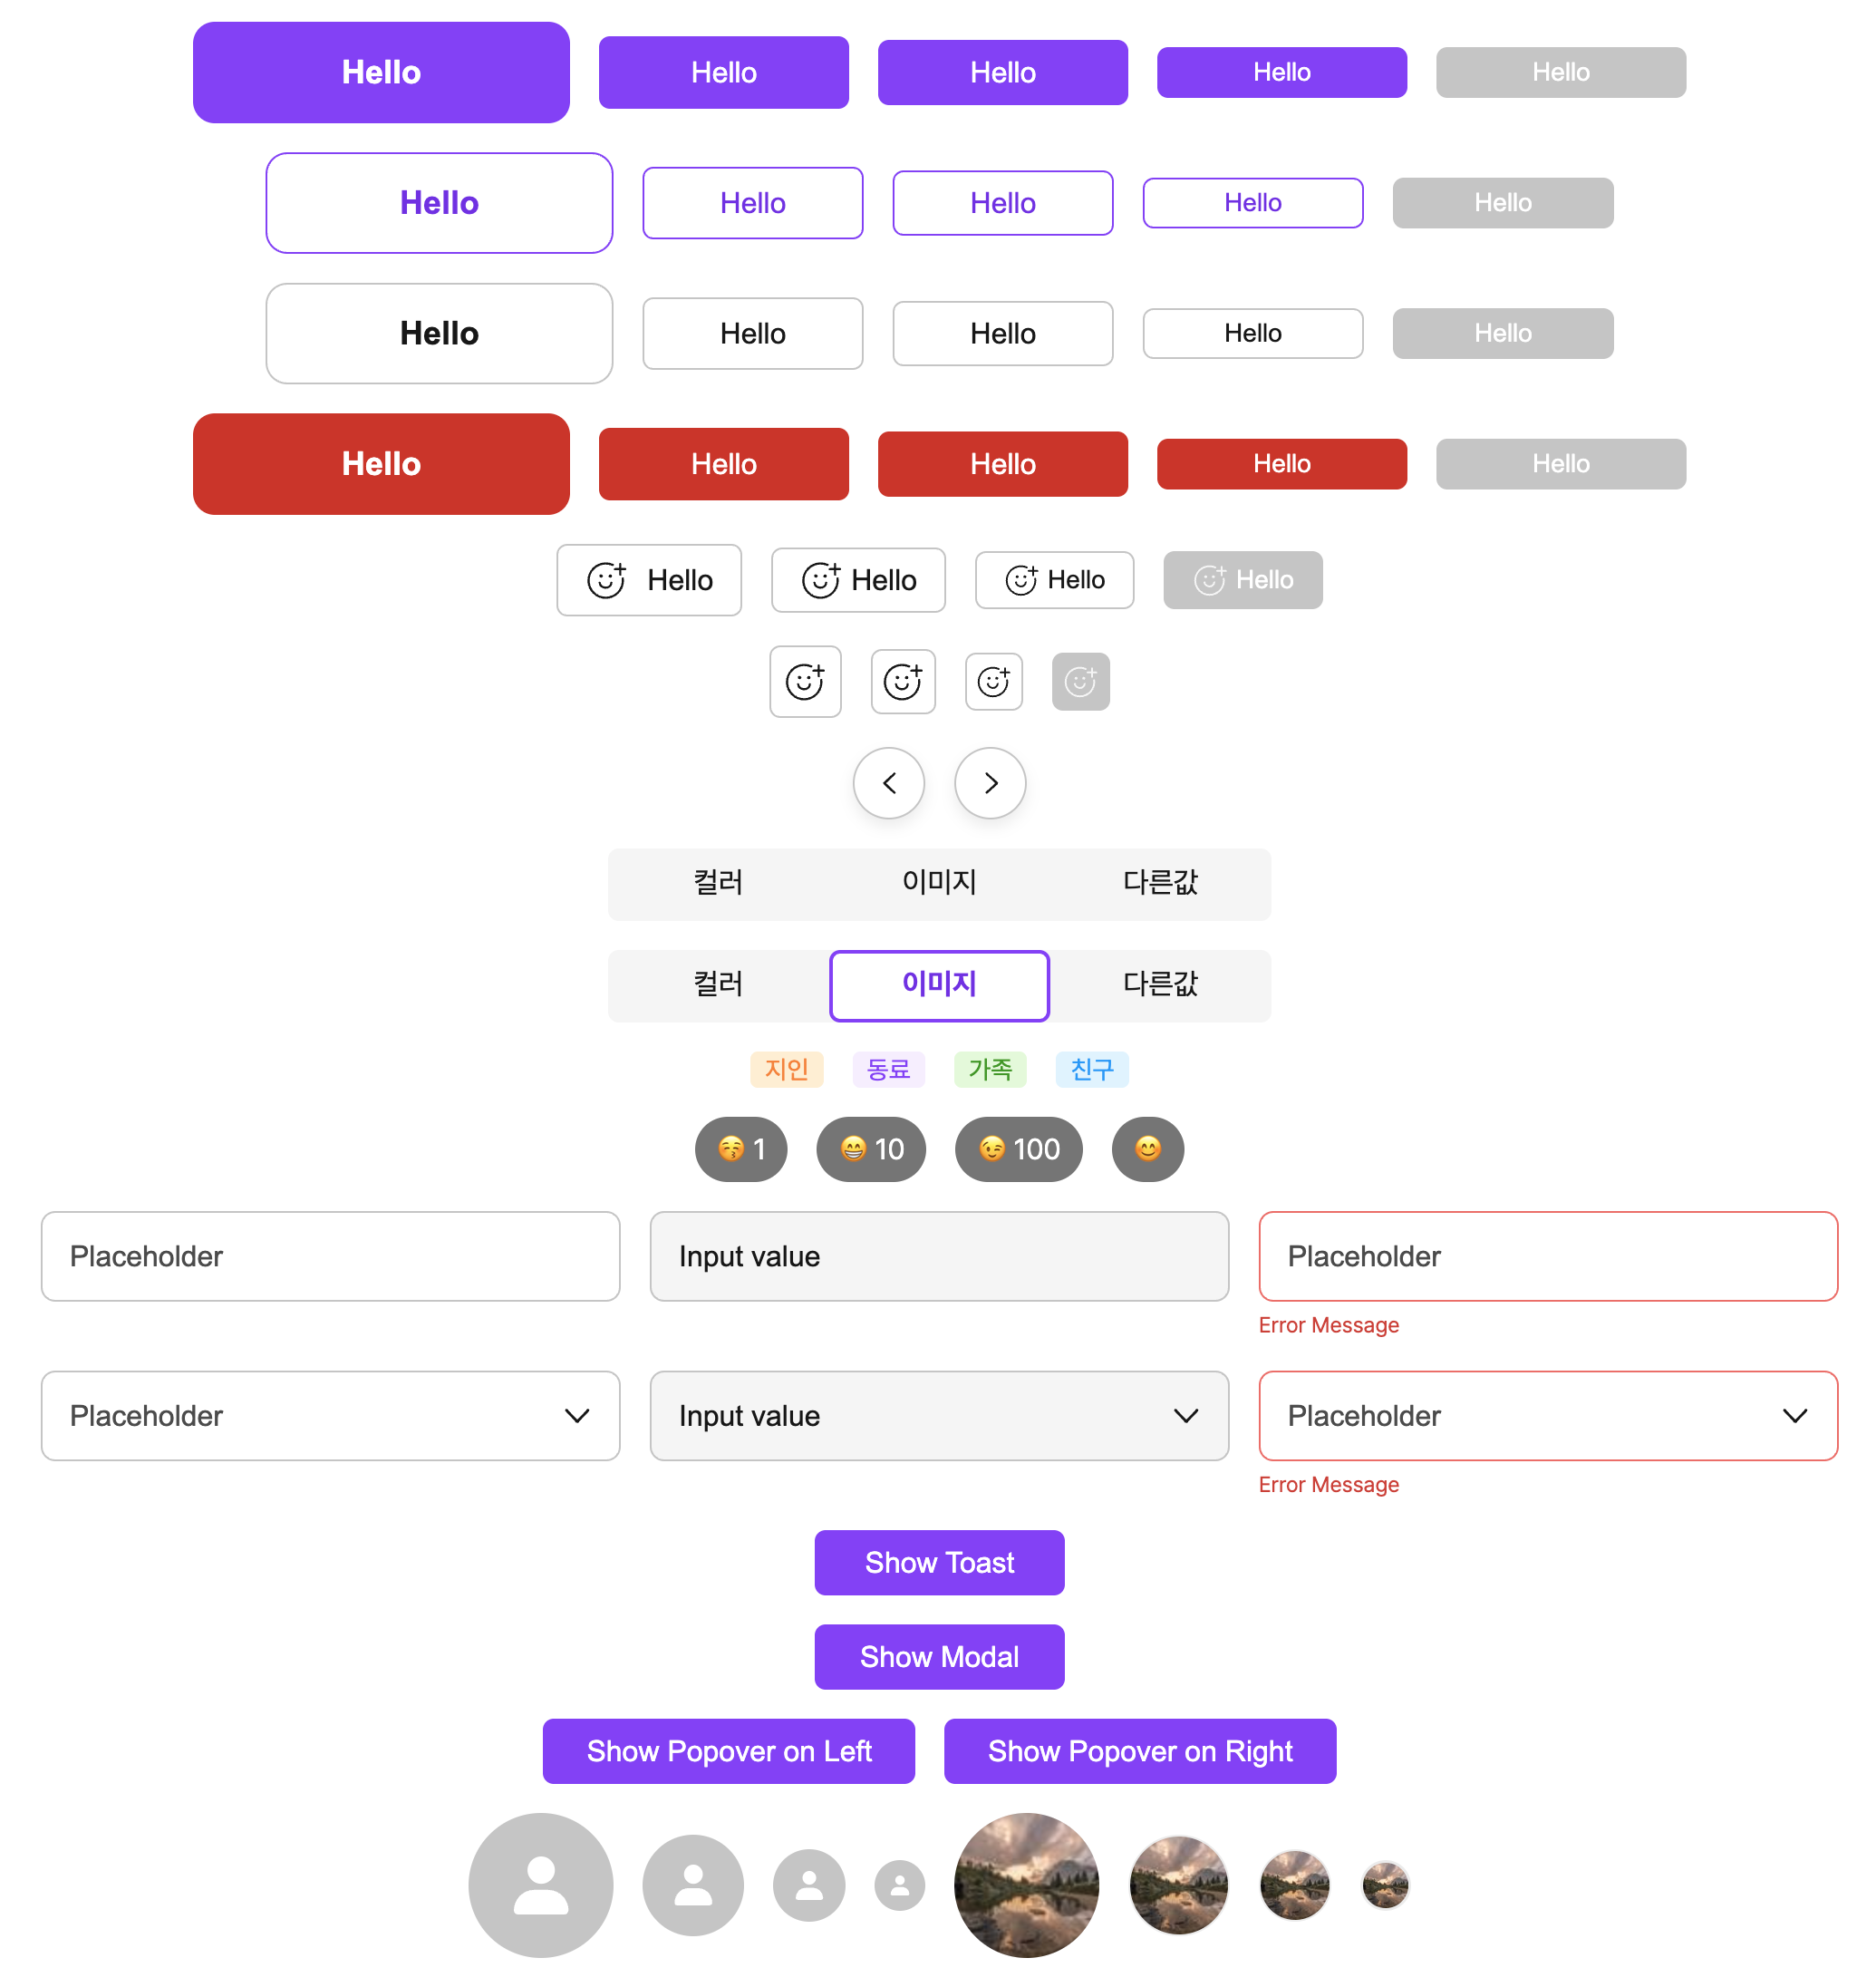 Hello Hello Hello Hello Hello
Hello Hello Hello Hello Hello
Hello Hello Hello Hello Hello
Hello Hello Hello Hello Hello
Hello Hello Hello Hello
컬러 이미지 다른값
컬러 이미지 다른값
지인 동료 가족 친구
😚 1 😁 10 😉 100 😊
Placeholder Input value Placeholder
Error Message
Placeholder Input value Placeholder
Error Message
Show Toast
Show Modal
Show Popover on Left Show Popover on Right